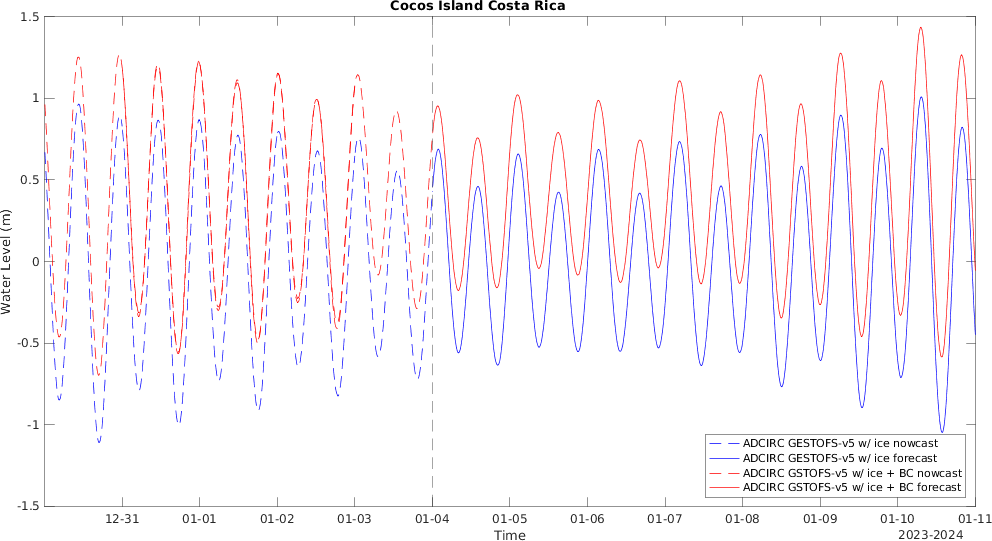 Cocos Island Costa Rica
1.5
1
0.5
0
-0.5
-1
-1.5
Water Level (m)
ADCIRC GESTOFS-v5 w/ ice nowcast
ADCIRC GESTOFS-v5 w/ ice forecast
ADCIRC GSTOFS-v5 w/ ice + BC nowcast
ADCIRC GSTOFS-v5 w/ ice + BC forecast
12-31 01-01 01-02 01-03 01-04 01-05 01-06 01-07 01-08 01-09 01-10 01-11
Time
2023-2024